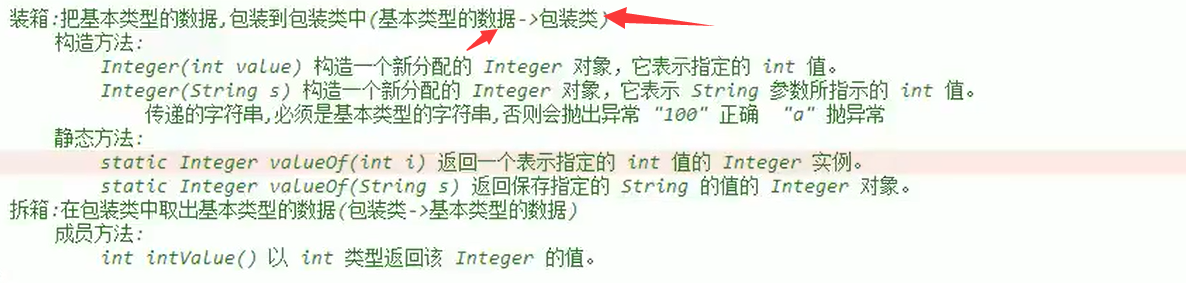 装箱:把基本类型的数据,包装到包装类中(基本类型的数据->包装类)
构造方法:
Integer(int value) 构造一个新分配的 Integer 对象，它表示指定的 int 值。
Integer(String s) 构造一个新分配的 Integer 对象，它表示 String 参数所指示的 int 值。
传递的字符串,必须是基本类型的字符串,否则会抛出异常 "100" 正确 "a" 抛异常
静态方法:
static Integer valueOf(int i) 返回一个表示指定的 int 值的 Integer 实例。
static Integer valueOf(String s) 返回保存指定的 String 的值的 Integer 对象。
拆箱:在包装类中取出基本类型的数据(包装类->基本类型的数据)
成员方法:
int intValue() 以 int 类型返回该 Integer 的值。